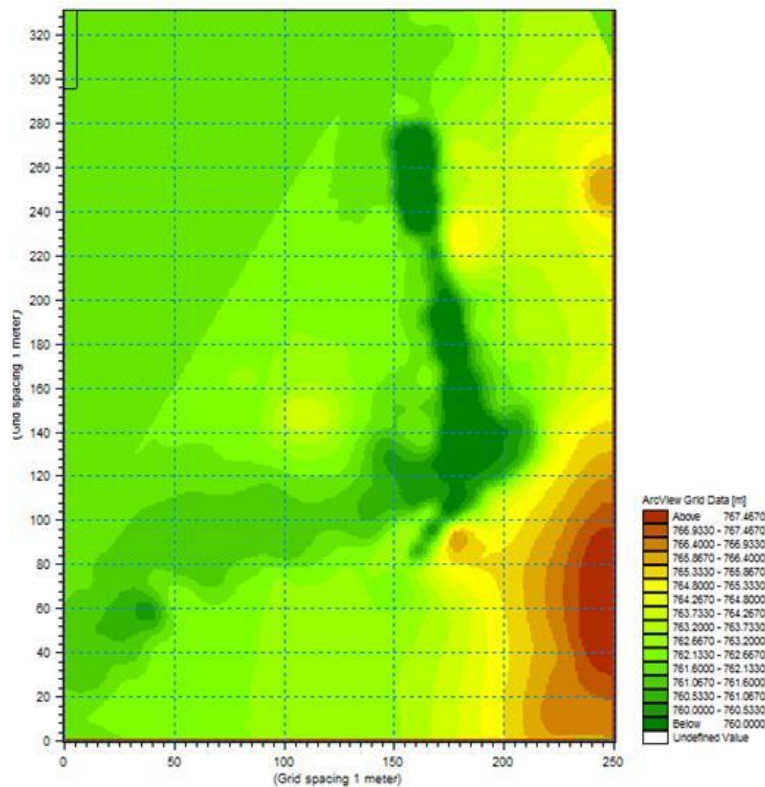 320
300
280
260
240
220
200
180
160
140
120
100
80
60
40
20
0
(Grid spacing 1 meter)
0 50 100 150 200 250
(Grid spacing 1 meter)
ArcView Grid Data [m]
Above 767.4670
766.9330 - 767.4670
766.4000 - 766.9330
765.8670 - 766.4000
765.3330 - 765.8670
764.8000 - 765.3330
764.2670 - 764.8000
763.7330 - 764.2670
763.2000 - 763.7330
762.6670 - 763.2000
762.1330 - 762.6670
761.6000 - 762.1330
761.0670 - 761.6000
760.5330 - 761.0670
760.0000 - 760.5330
Below 760.0000
Undefined Value